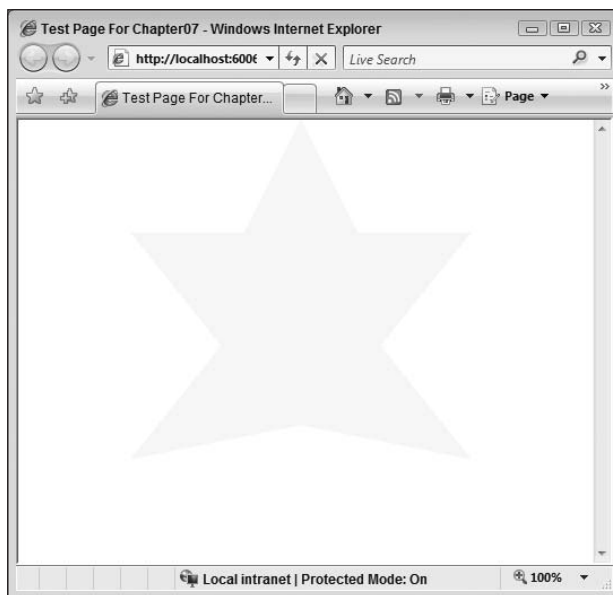 Test Page For Chapter07 - Windows Internet Explorer
http://localhost:6006
Live Search
Test Page For Chapter...
Page
Local intranet | Protected Mode: On
100%